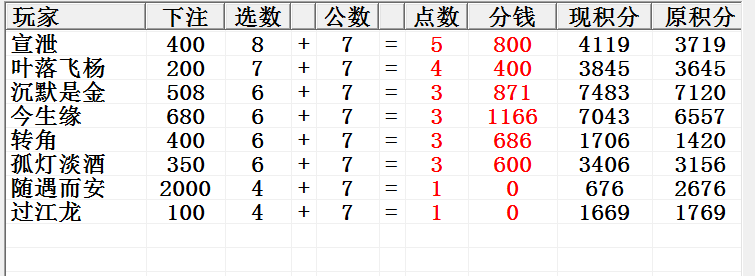 玩家 下注 选数 公数 点数 分钱 现积分 原积分
宣泄 400 8 + 7 = 5 800 4119 3719
叶落飞杨 200 7 + 7 = 4 400 3845 3645
沉默是金 508 6 + 7 = 3 871 7483 7120
今生缘 680 6 + 7 = 3 1166 7043 6557
转角 400 6 + 7 = 3 686 1706 1420
孤灯淡酒 350 6 + 7 = 3 600 3406 3156
随遇而安 2000 4 + 7 = 1 0 676 2676
过江龙 100 4 + 7 = 1 0 1669 1769